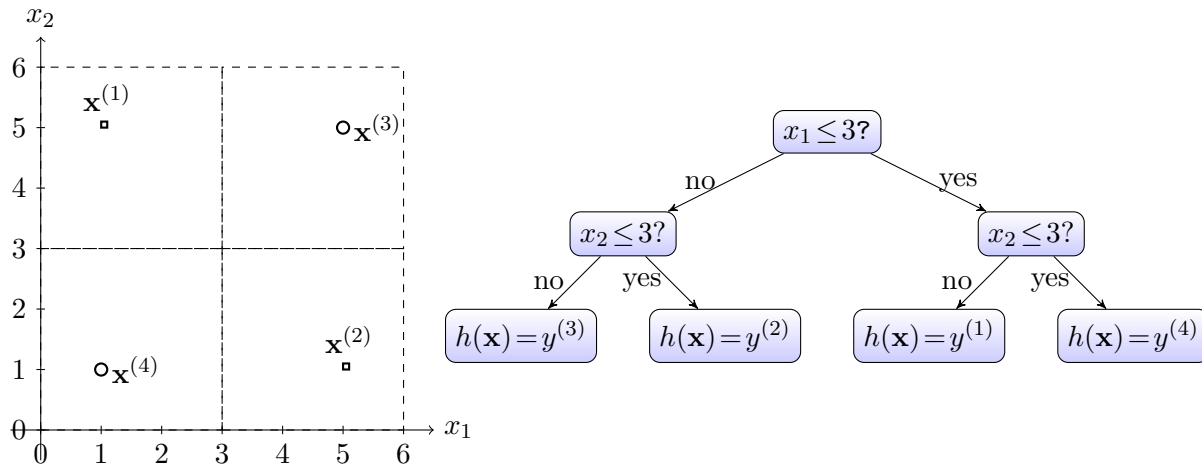 x₂
6
x⁽¹⁾
5
x⁽³⁾
4
3
2
x⁽²⁾
1
x⁽⁴⁾
0
x₁
0 1 2 3 4 5 6
x₁ ≤ 3?
no yes
x₂ ≤ 3? x₂ ≤ 3?
no yes no yes
h(x) = y⁽³⁾ h(x) = y⁽²⁾ h(x) = y⁽¹⁾ h(x) = y⁽⁴⁾